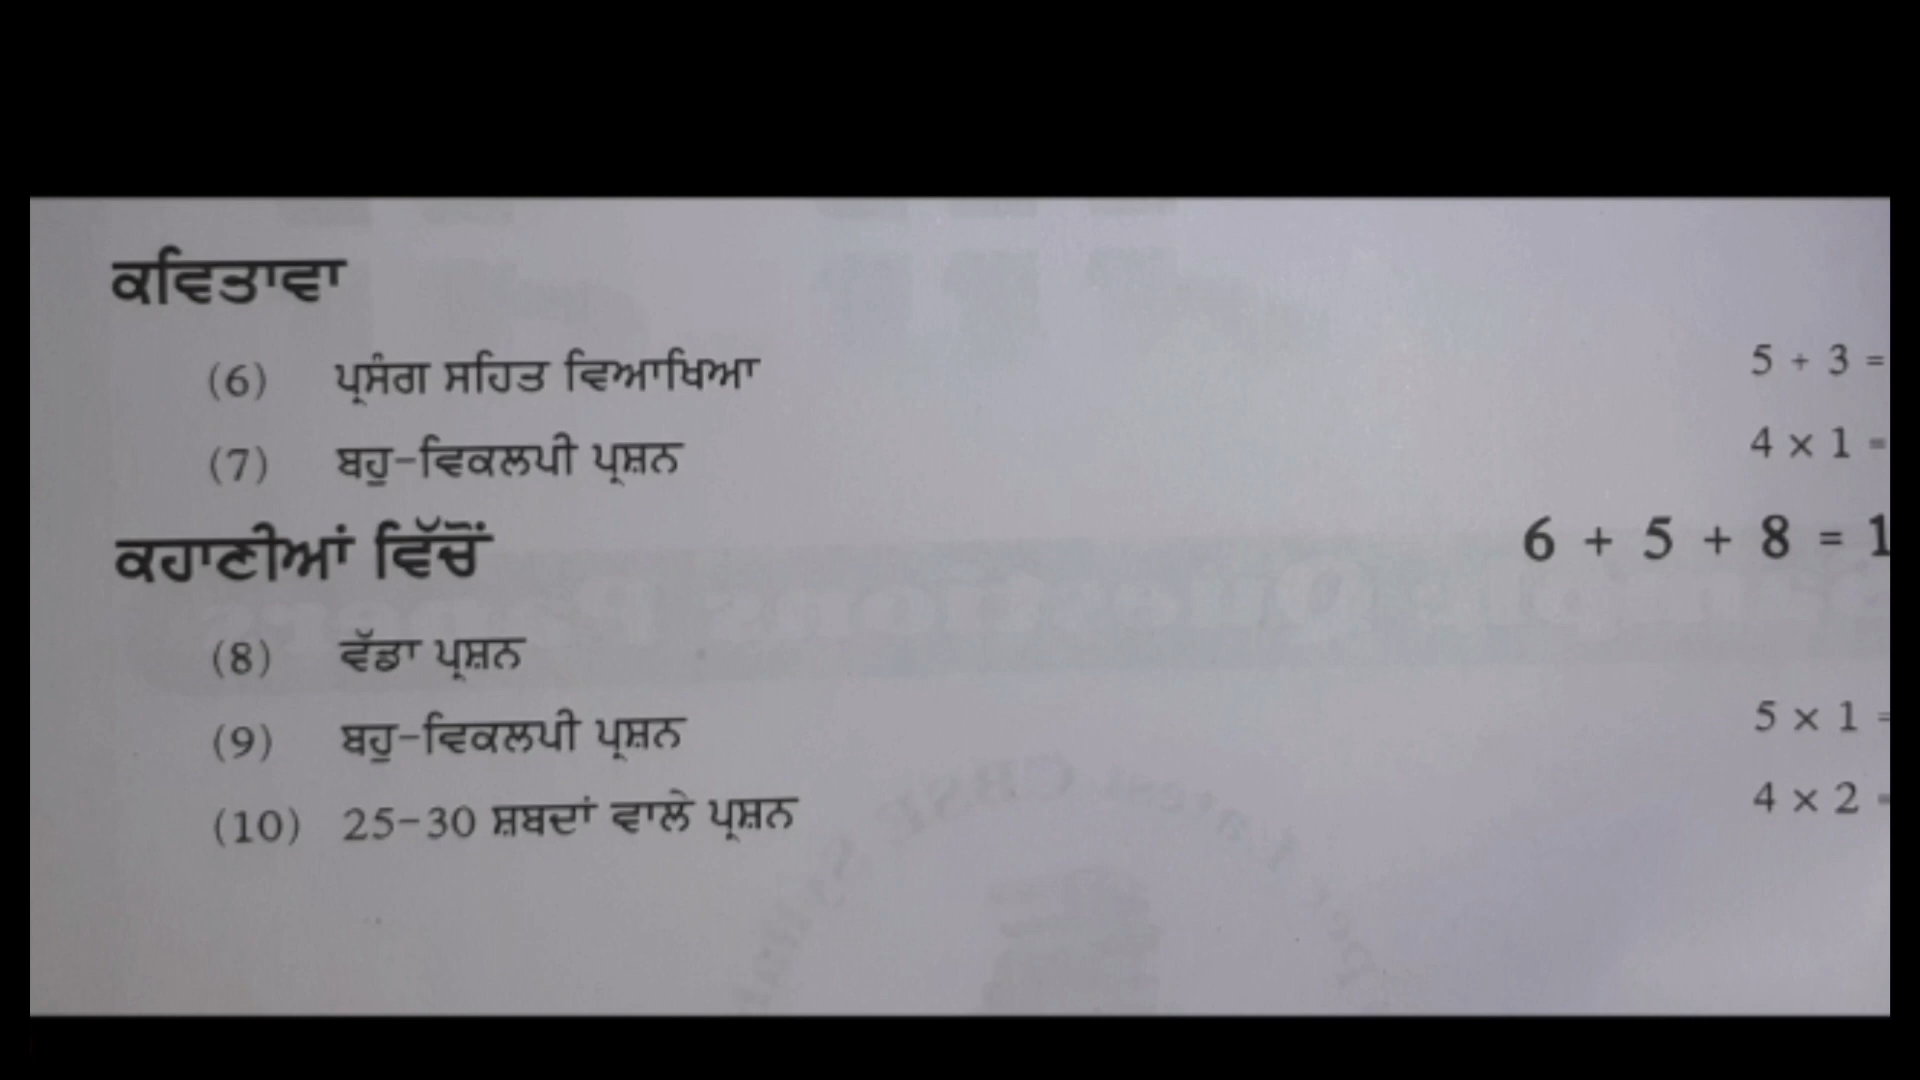 ਕਵਿਤਾਵਾ
(6) ਪ੍ਰਸੰਗ ਸਹਿਤ ਵਿਆਖਿਆ 5 + 3 =
(7) ਬਹੁ-ਵਿਕਲਪੀ ਪ੍ਰਸ਼ਨ 4 × 1 =
ਕਹਾਣੀਆਂ ਵਿੱਚੋਂ 6 + 5 + 8 = 1
(8) ਵੱਡਾ ਪ੍ਰਸ਼ਨ
(9) ਬਹੁ-ਵਿਕਲਪੀ ਪ੍ਰਸ਼ਨ 5 × 1 =
(10) 25-30 ਸ਼ਬਦਾਂ ਵਾਲੇ ਪ੍ਰਸ਼ਨ 4 × 2 =